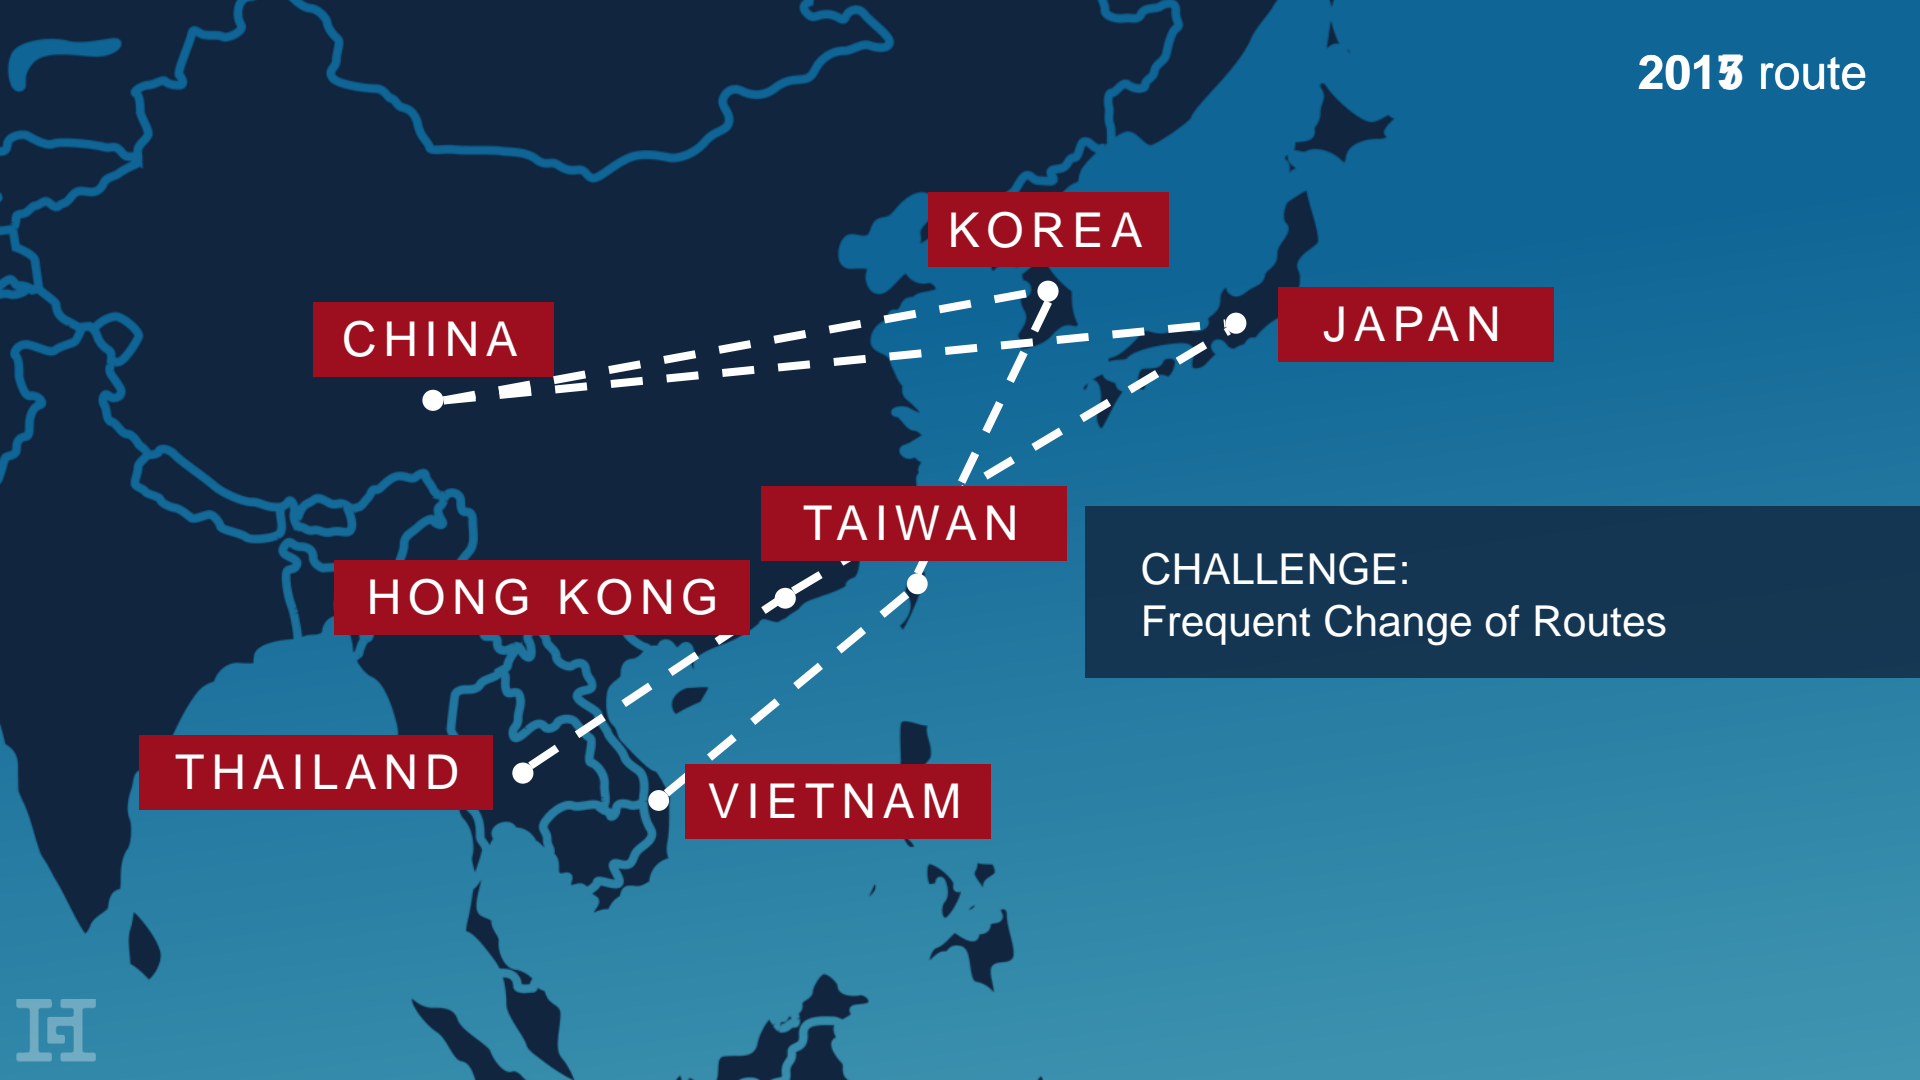 route
KOREA
JAPAN
CHINA
TAIWAN
CHALLENGE:
Frequent Change of Routes
HONG KONG
THAILAND
VIETNAM